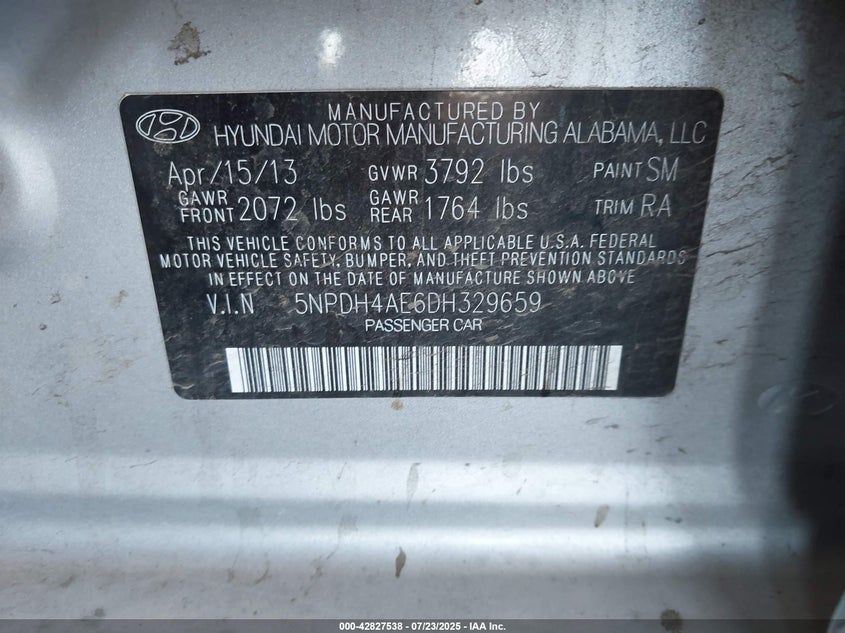 MANUFACTURED BY
HYUNDAI MOTOR MANUFACTURING ALABAMA, LLC
Apr/15/13 GVWR 3792 lbs PAINT SM
GAWR FRONT 2072 lbs GAWR REAR 1764 lbs TRIM RA
THIS VEHICLE CONFORMS TO ALL APPLICABLE U.S.A. FEDERAL
MOTOR VEHICLE SAFETY, BUMPER, AND THEFT PREVENTION STANDARDS
IN EFFECT ON THE DATE OF MANUFACTURE SHOWN ABOVE
V.I.N 5NPDH4AE6DH329659
PASSENGER CAR
000-42827538 - 07/23/2025 - IAA Inc.